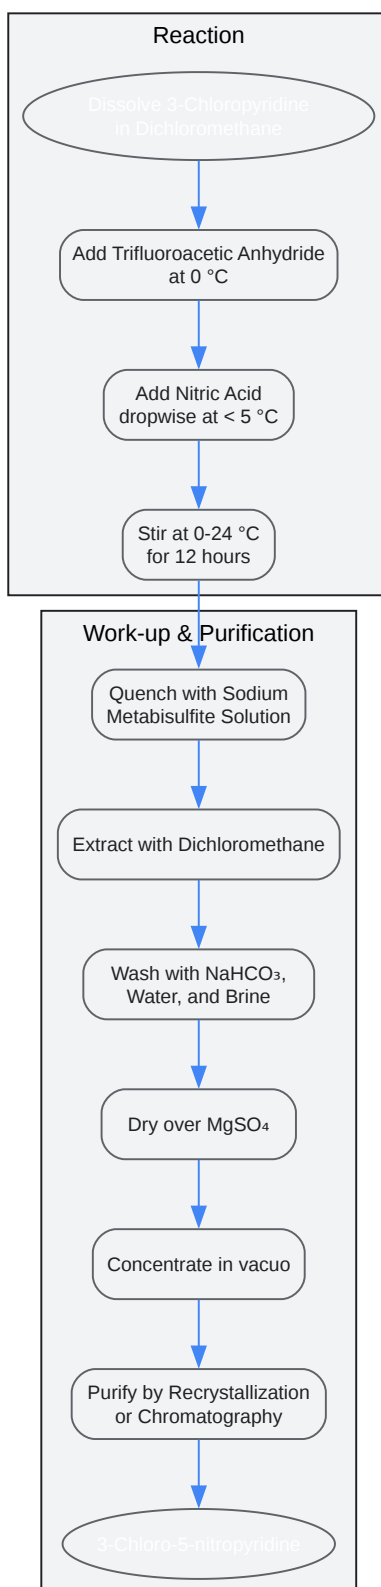 Reaction
Dissolve 3-Chloropyridine
in Dichloromethane
Add Trifluoroacetic Anhydride
at 0 °C
Add Nitric Acid
dropwise at < 5 °C
Stir at 0-24 °C
for 12 hours
Work-up & Purification
Quench with Sodium
Metabisulfite Solution
Extract with Dichloromethane
Wash with NaHCO₃,
Water, and Brine
Dry over MgSO₄
Concentrate in vacuo
Purify by Recrystallization
or Chromatography
3-Chloro-5-nitropyridine